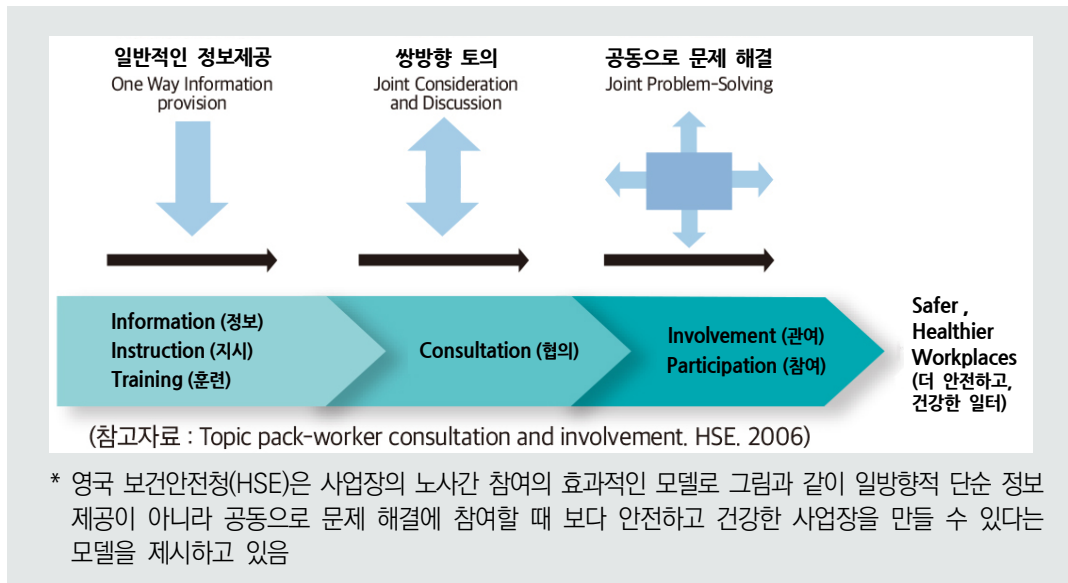 일반적인 정보제공
One Way Information
provision
쌍방향 토의
Joint Consideration
and Discussion
공동으로 문제 해결
Joint Problem-Solving
Information (정보)
Instruction (지시)
Training (훈련)
Consultation (협의)
Involvement (관여)
Participation (참여)
Safer ,
Healthier
Workplaces
(더 안전하고,
건강한 일터)
(참고자료 : Topic pack-worker consultation and involvement. HSE. 2006)
* 영국 보건안전청(HSE)은 사업장의 노사간 참여의 효과적인 모델로 그림과 같이 일방향적 단순 정보
제공이 아니라 공동으로 문제 해결에 참여할 때 보다 안전하고 건강한 사업장을 만들 수 있다는
모델을 제시하고 있음